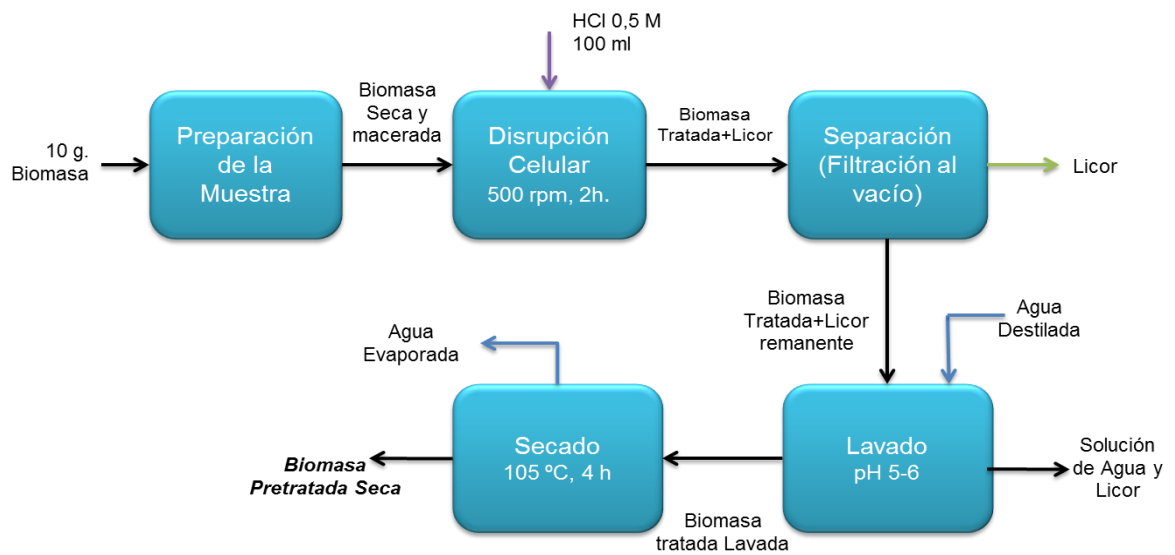 HCl 0,5 M
100 ml
10 g.
Biomasa
Preparación
de la
Muestra
Biomasa
Seca y
macerada
Disrupción
Celular
500 rpm, 2h.
Biomasa
Tratada+Licor
Separación
(Filtración al
vacío)
Licor
Biomasa
Tratada+Licor
remanente
Agua
Destilada
Agua
Evaporada
Secado
105 ºC, 4 h
Lavado
pH 5-6
Solución
de Agua y
Licor
Biomasa
Pretratada Seca
Biomasa
tratada Lavada